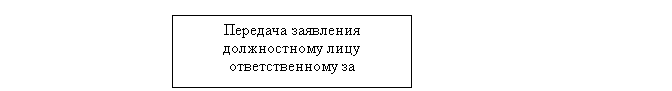 Передача заявления
должностному лицу
ответственному за